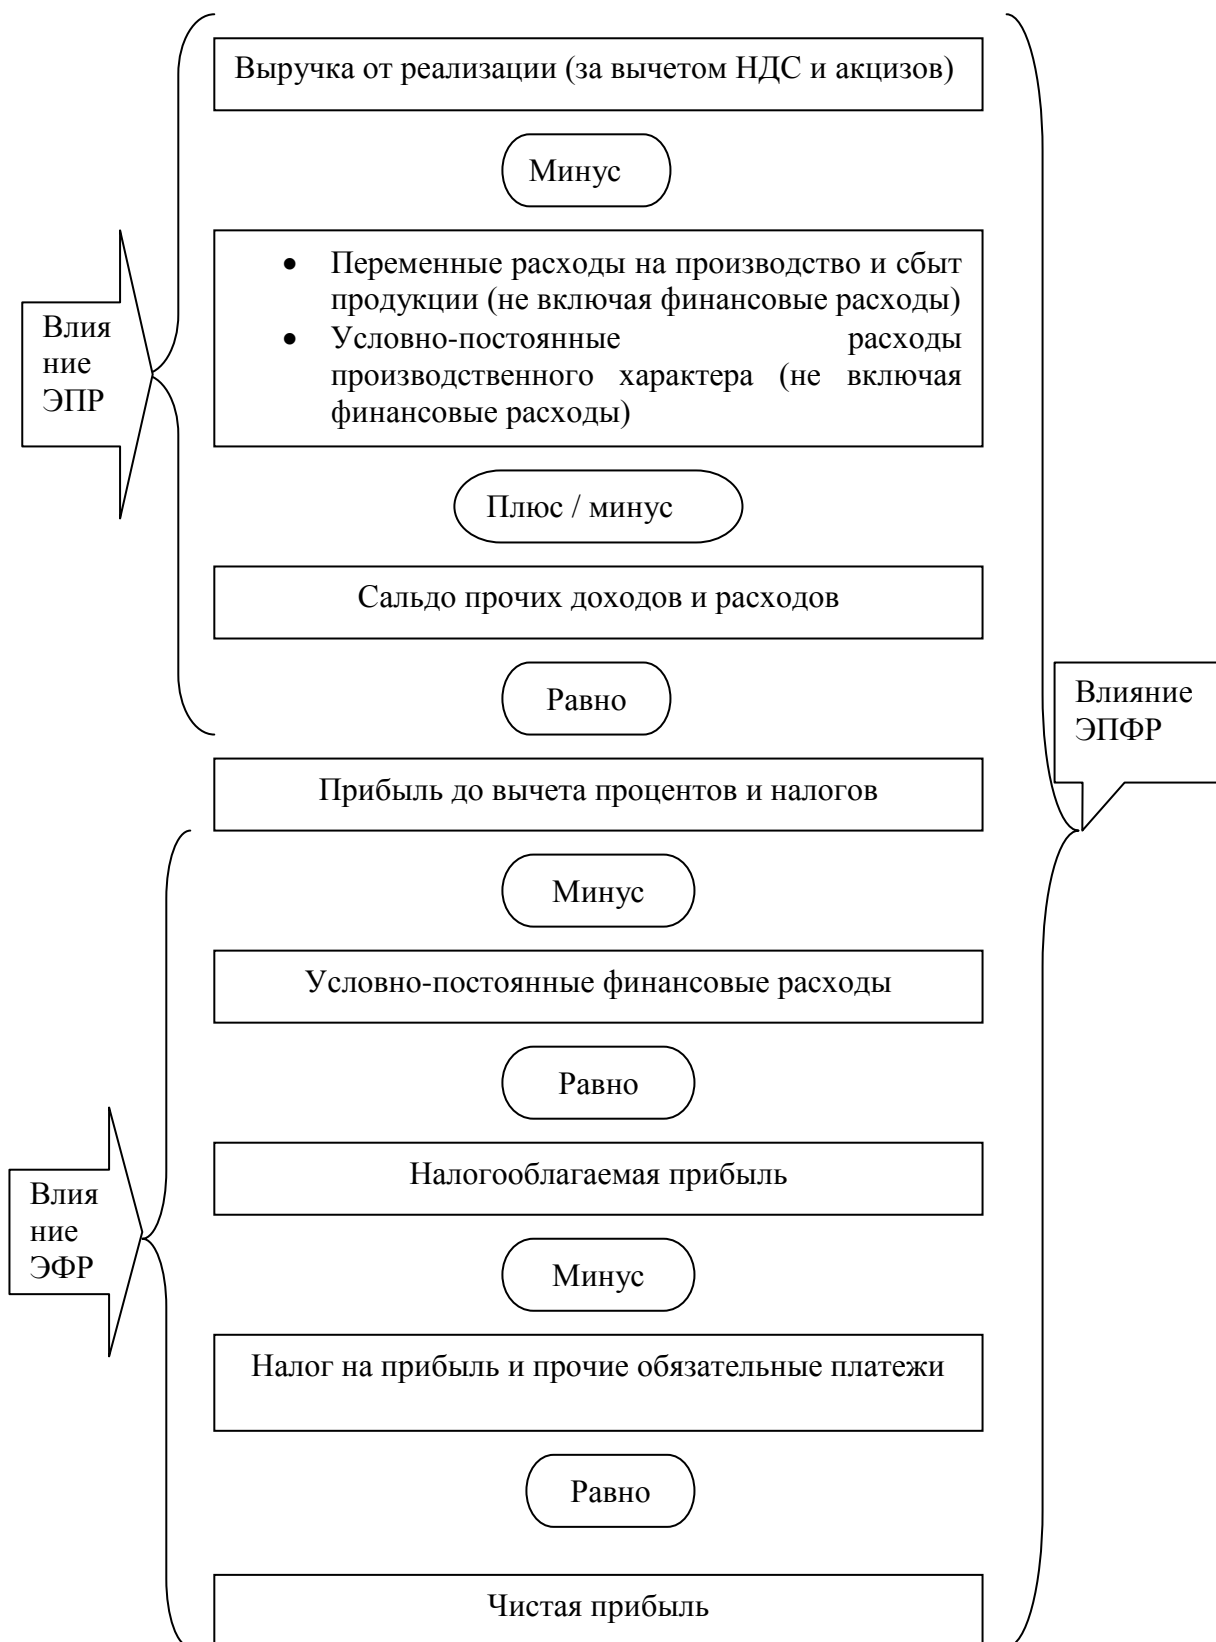 Выручка от реализации (за вычетом НДС и акцизов)
Минус
• Переменные расходы на производство и сбыт
продукции (не включая финансовые расходы)
• Условно-постоянные расходы
производственного характера (не включая
финансовые расходы)
Влия
ние
ЭПР
Плюс / минус
Сальдо прочих доходов и расходов
Равно
Влияние
ЭПФР
Прибыль до вычета процентов и налогов
Минус
Условно-постоянные финансовые расходы
Равно
Налогооблагаемая прибыль
Влия
ние
ЭФР
Минус
Налог на прибыль и прочие обязательные платежи
Равно
Чистая прибыль